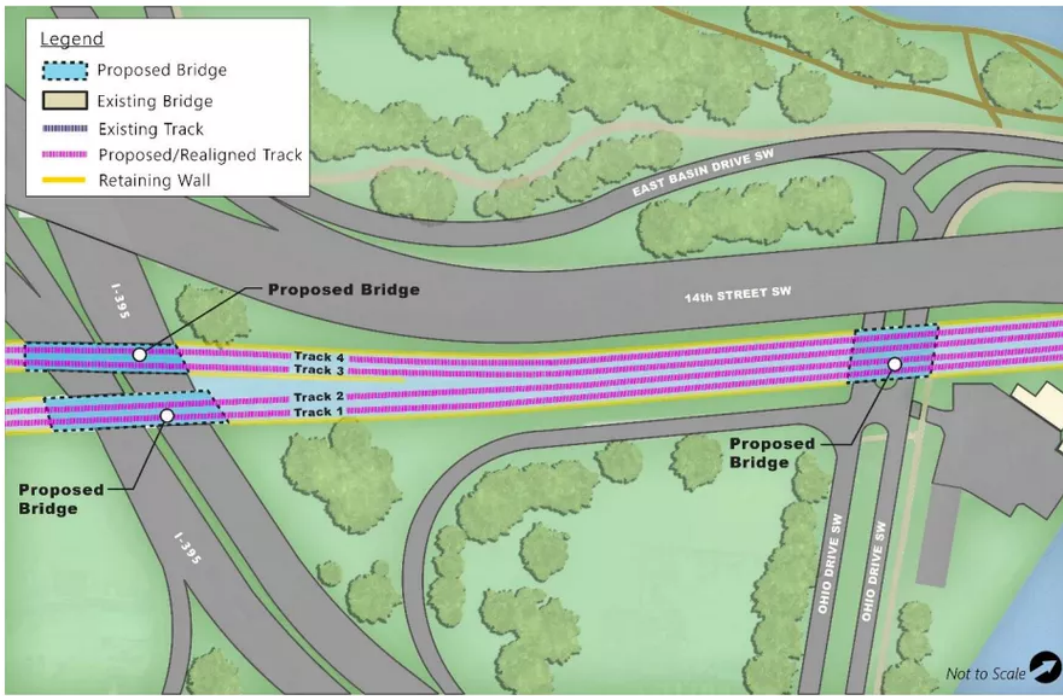 Legend
Proposed Bridge
Existing Bridge
Existing Track
Proposed/Realigned Track
Retaining Wall
EAST BASIN DRIVE SW
I-395
Proposed Bridge
14th STREET SW
Track 4
Track 3
Track 2
Track 1
Proposed
Bridge
Proposed
Bridge
I-395
OHIO DRIVE SW
OHIO DRIVE SW
Not to Scale